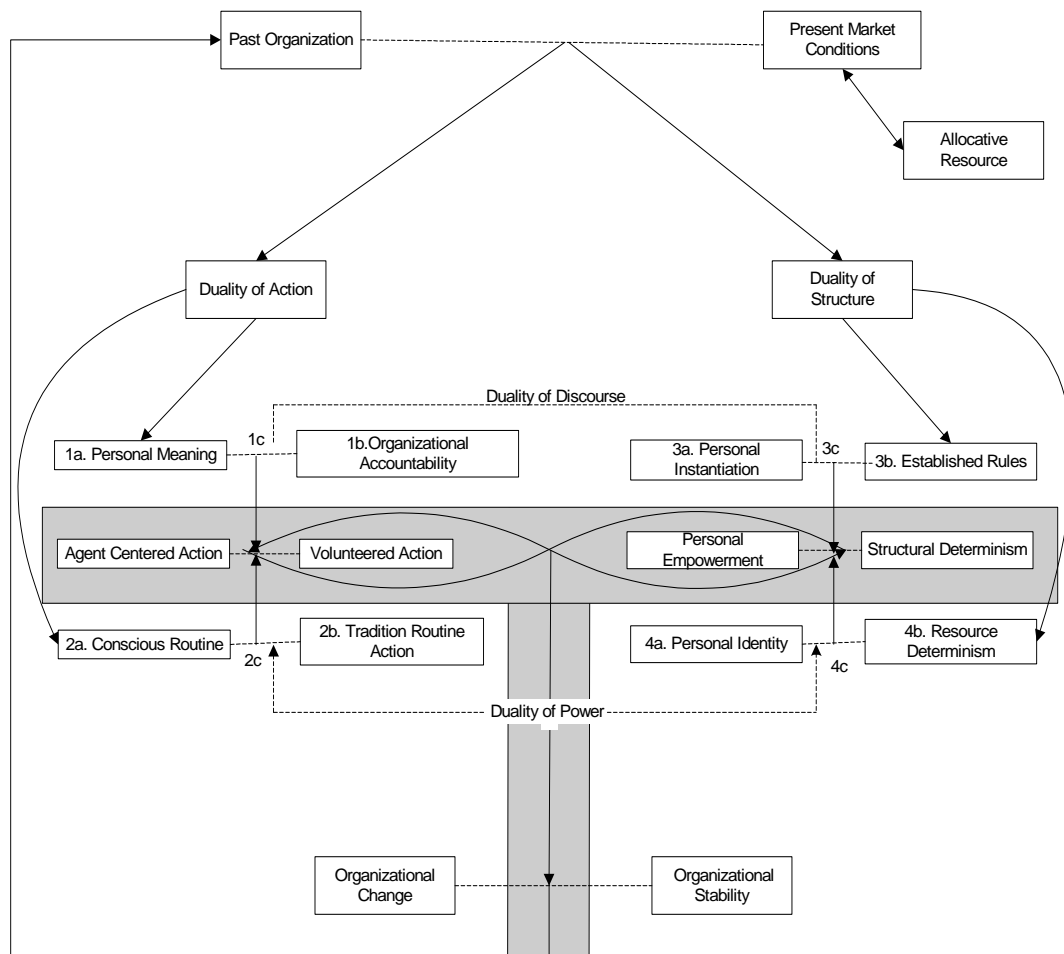 Past Organization
Present Market
Conditions
Allocative
Resource
Duality of Action
Duality of
Structure
Duality of Discourse
1c
3c
1a. Personal Meaning
1b.Organizational
Accountability
3a. Personal
Instantiation
3b. Established Rules
Agent Centered Action
Volunteered Action
Personal
Empowerment
Structural Determinism
2a. Conscious Routine
2b. Tradition Routine
Action
4a. Personal Identity
4b. Resource
Determinism
2c
4c
Duality of Power
Organizational
Change
Organizational
Stability